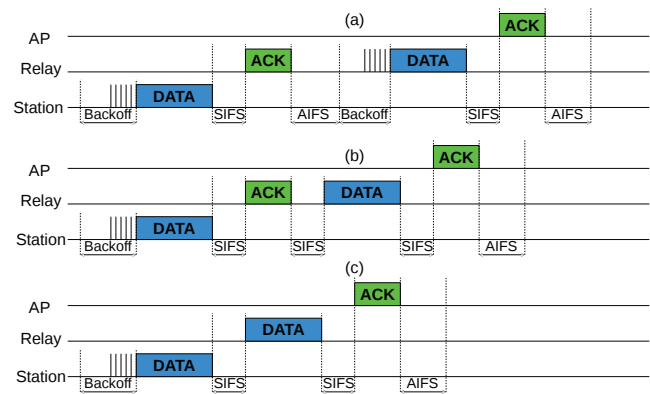 (a)
ACK
AP
ACK DATA
Relay
DATA
Station
Backoff SIFS AIFS Backoff SIFS AIFS
(b)
ACK
AP
ACK DATA
Relay
DATA
Station
Backoff SIFS SIFS SIFS AIFS
(c)
ACK
AP
DATA
Relay
DATA
Station
Backoff SIFS SIFS AIFS